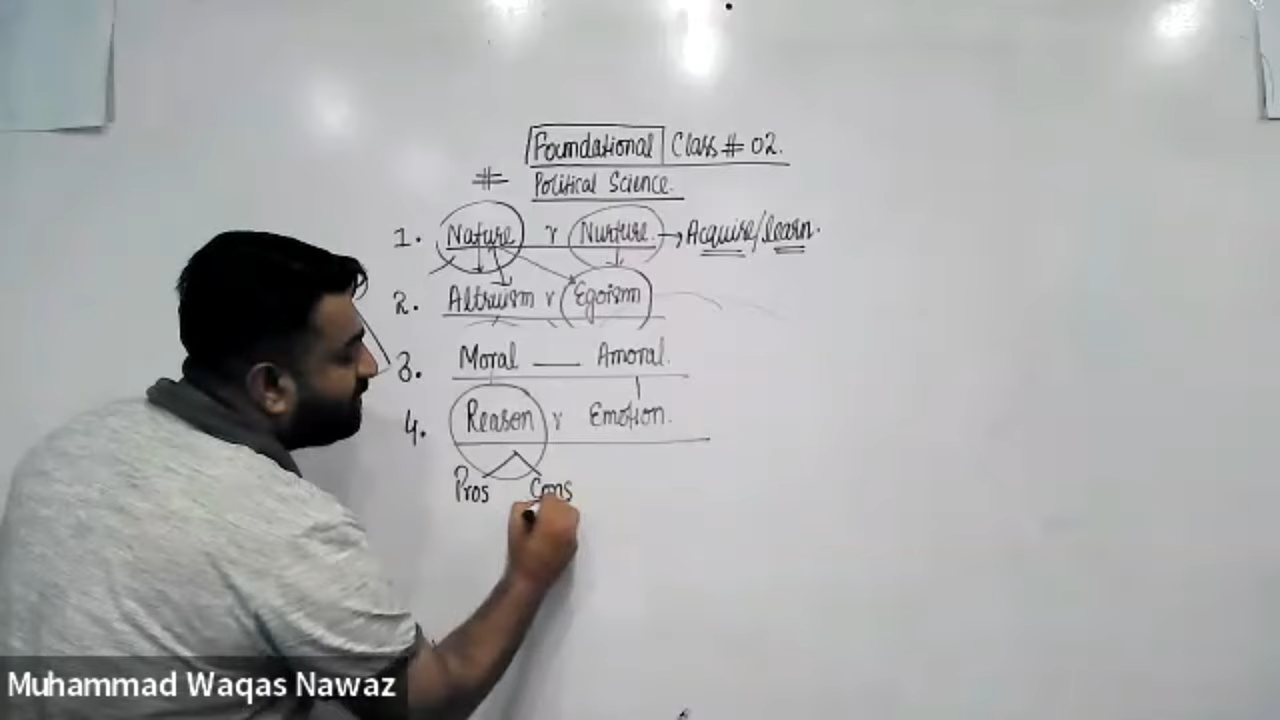 Foundational Class # 02.
# Political Science.
1. Nature v Nurture. → Acquire/learn.
2. Altruism v Egoism
3. Moral — Amoral.
4. Reason v Emotion.
Pros Cons
Muhammad Waqas Nawaz